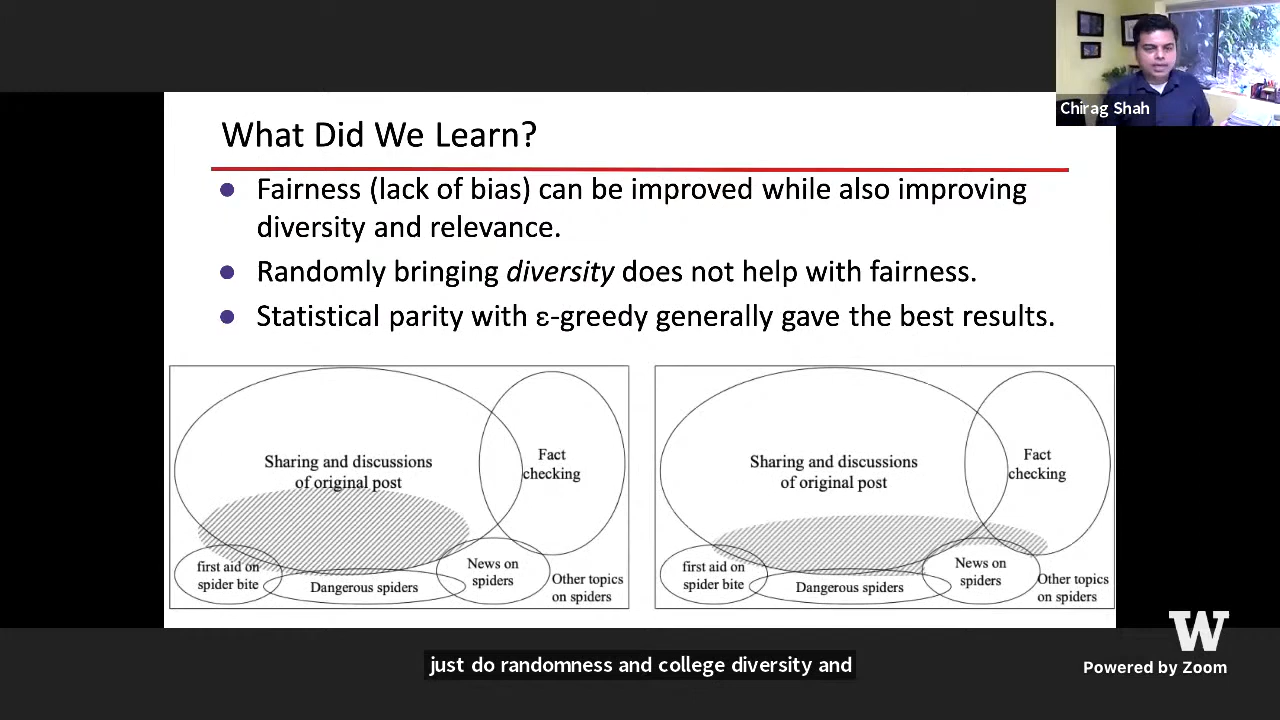 Chirag Shah
What Did We Learn?
Fairness (lack of bias) can be improved while also improving
diversity and relevance.
Randomly bringing diversity does not help with fairness.
Statistical parity with ε-greedy generally gave the best results.
Sharing and discussions
of original post
Fact
checking
first aid on
spider bite
Dangerous spiders
News on
spiders
Other topics
on spiders
Sharing and discussions
of original post
Fact
checking
first aid on
spider bite
Dangerous spiders
News on
spiders
Other topics
on spiders
W
Powered by Zoom
just do randomness and college diversity and